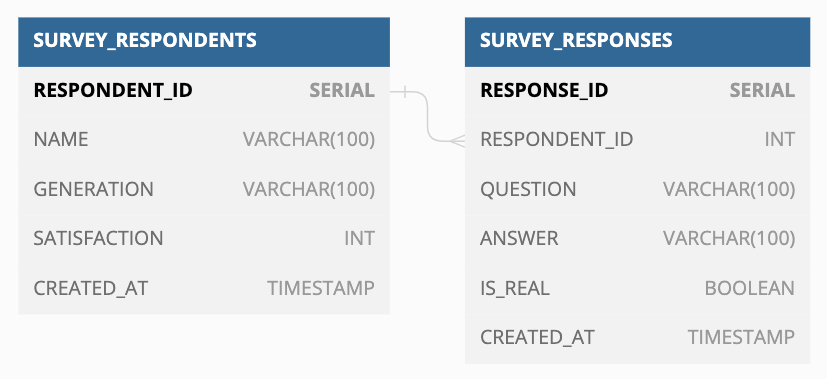 SURVEY_RESPONDENTS
RESPONDENT_ID SERIAL
NAME VARCHAR(100)
GENERATION VARCHAR(100)
SATISFACTION INT
CREATED_AT TIMESTAMP
SURVEY_RESPONSES
RESPONSE_ID SERIAL
RESPONDENT_ID INT
QUESTION VARCHAR(100)
ANSWER VARCHAR(100)
IS_REAL BOOLEAN
CREATED_AT TIMESTAMP